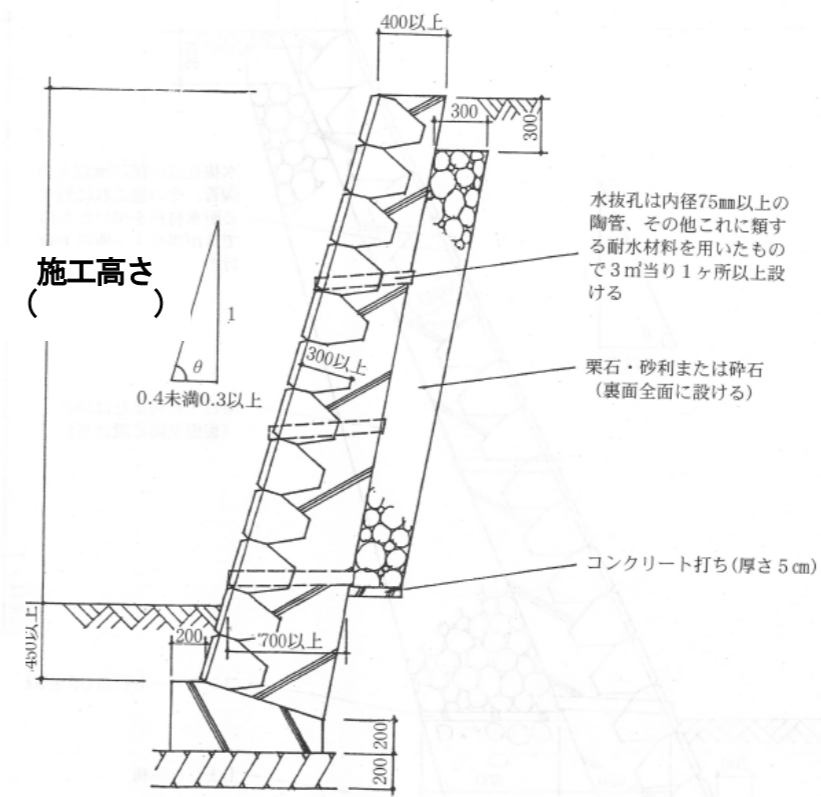 400以上
300
300
水抜孔は内径75mm以上の
陶管、その他これに類す
る耐水材料を用いたもの
で3㎡当り1ヶ所以上設
ける
施工高さ
(　　　)
1
θ
0.4未満0.3以上
300以上
栗石・砂利または砕石
(裏面全面に設ける)
コンクリート打ち(厚さ5㎝)
450以上
200
700以上
200
200